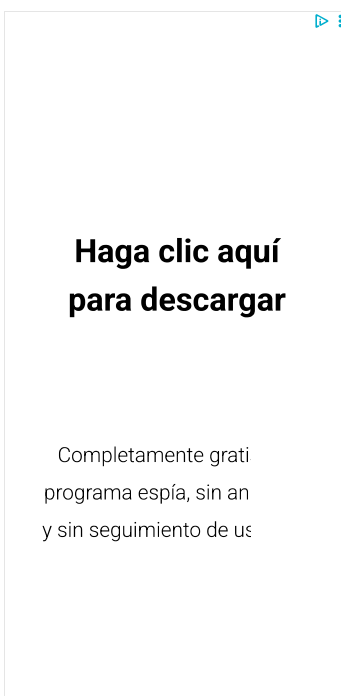 Haga clic aquí
para descargar
Completamente grati
programa espía, sin an
y sin seguimiento de us